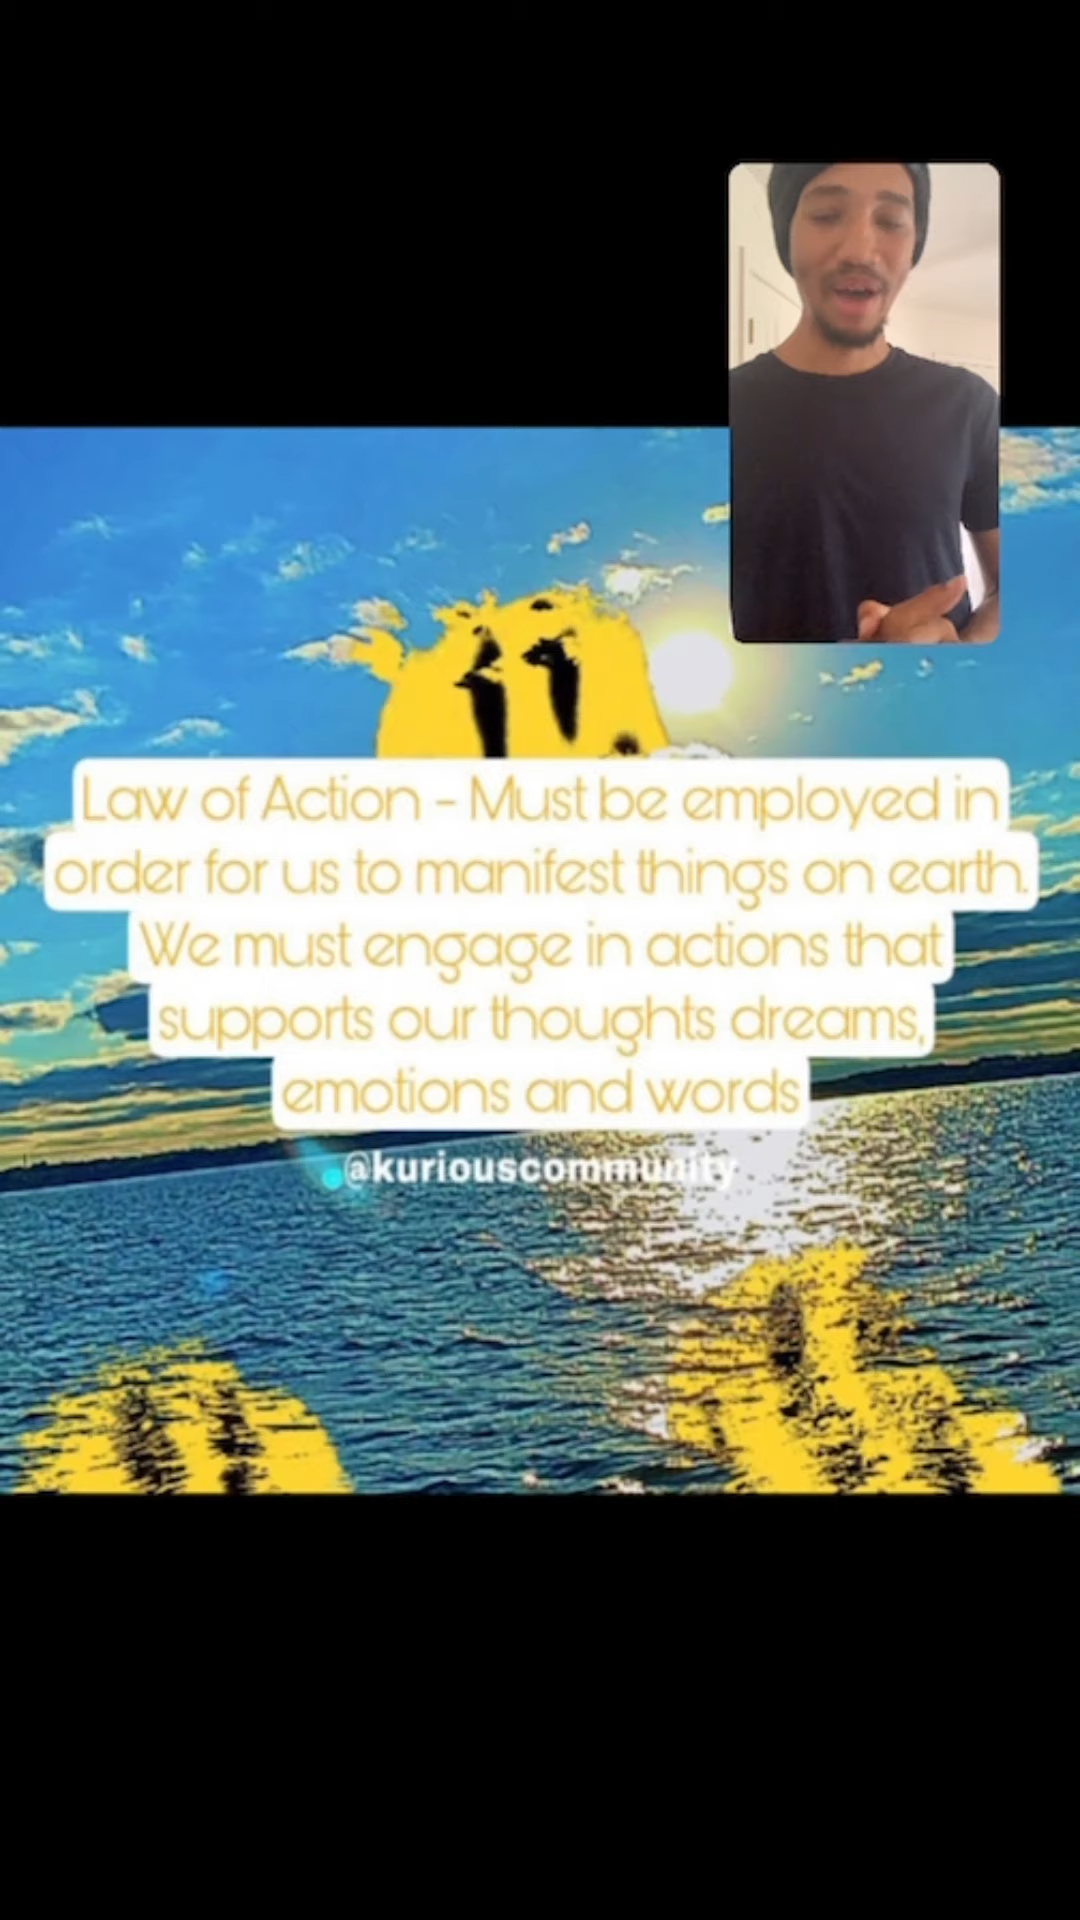 Law of Action - Must be employed in
order for us to manifest things on earth.
We must engage in actions that
supports our thoughts dreams,
emotions and words
@kuriouscommunity